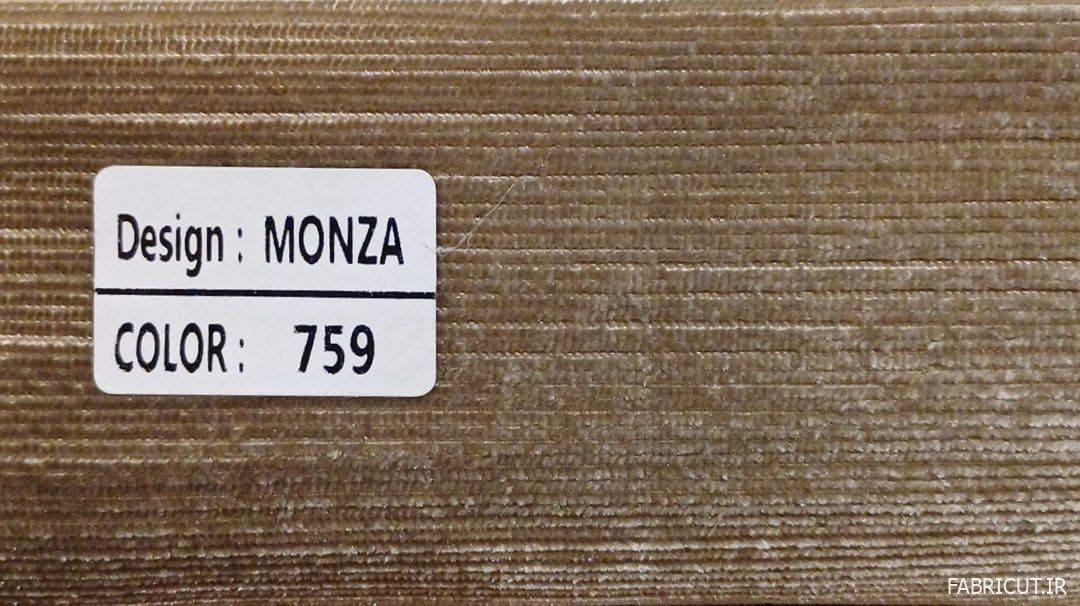 Design : MONZA
COLOR : 759
FABRICUT.IR